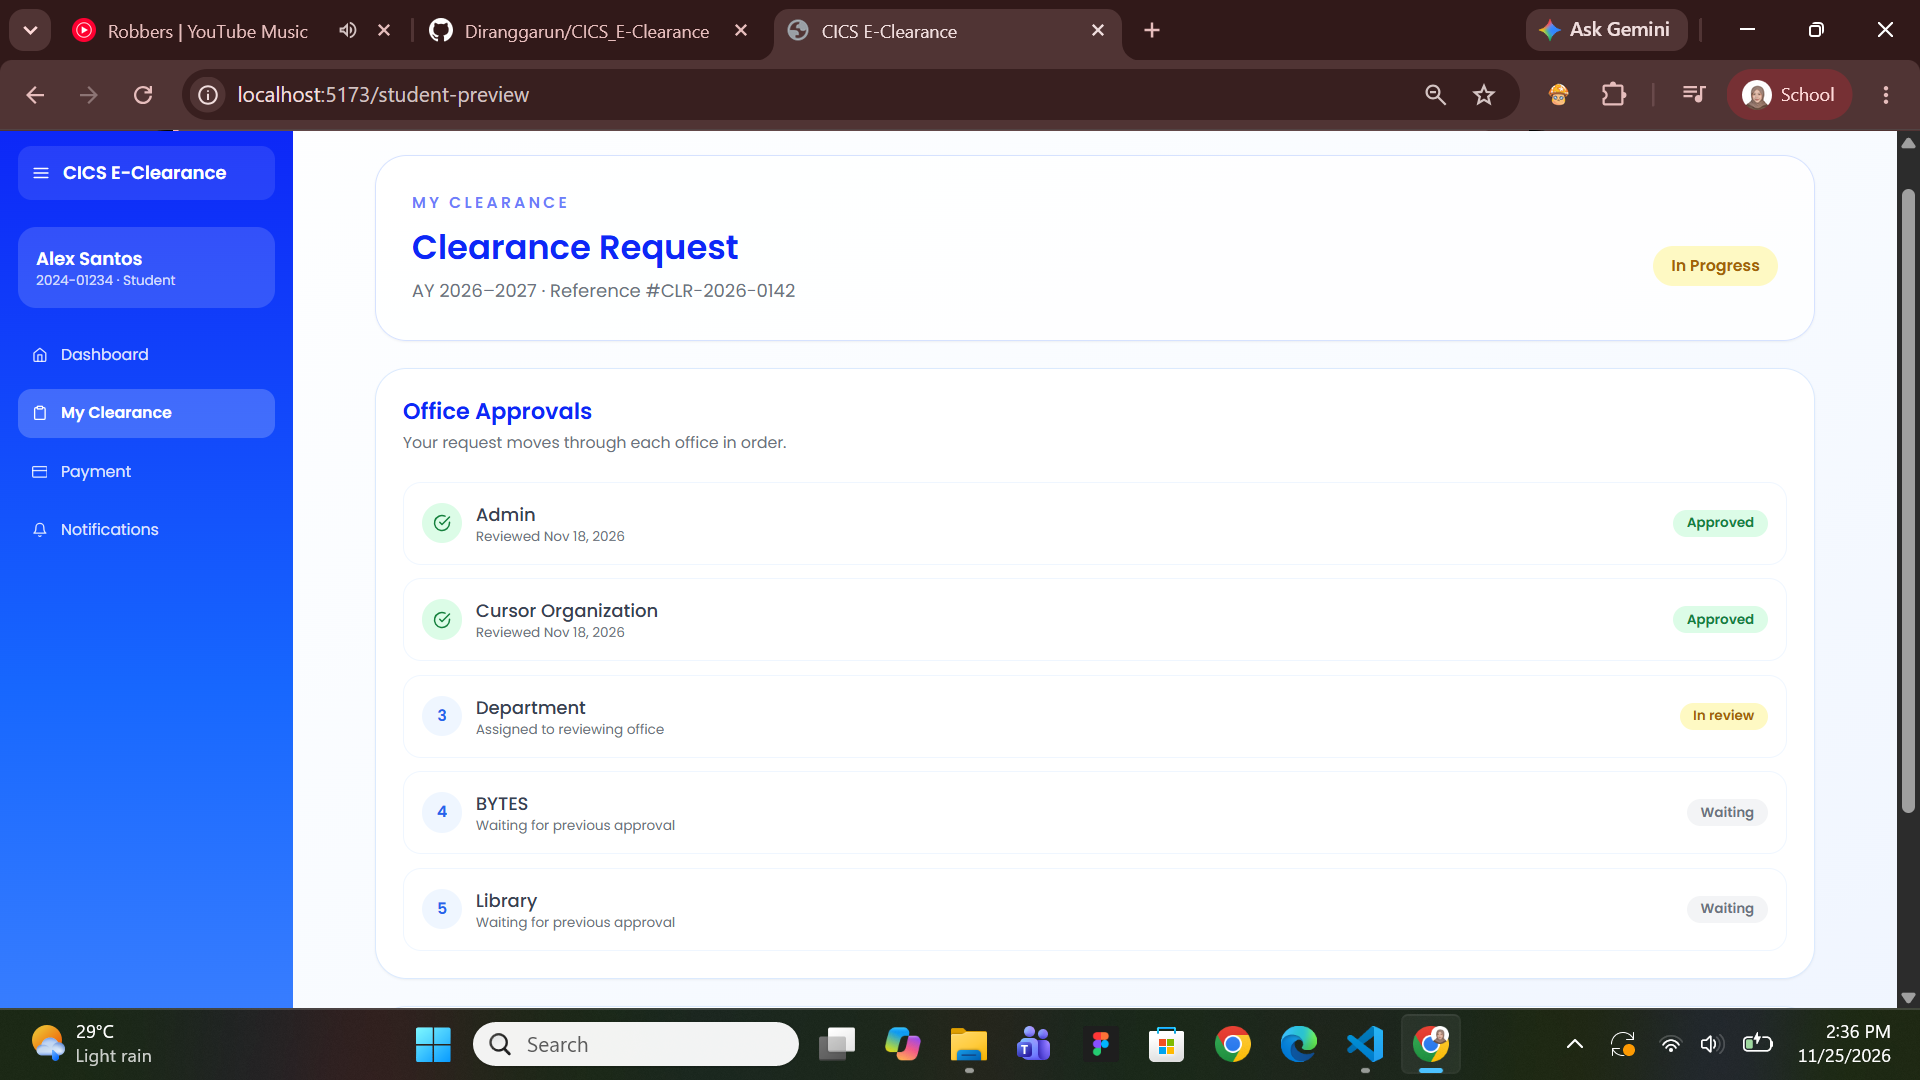 Robbers | YouTube Music
Diranggarun/CICS_E-Clearance
CICS E-Clearance
Ask Gemini
localhost:5173/student-preview
School
CICS E-Clearance
Alex Santos
2024-01234 · Student
Dashboard
My Clearance
Payment
Notifications
MY CLEARANCE
Clearance Request
AY 2026–2027 · Reference #CLR-2026-0142
In Progress
Office Approvals
Your request moves through each office in order.
Admin
Reviewed Nov 18, 2026
Approved
Cursor Organization
Reviewed Nov 18, 2026
Approved
3
Department
Assigned to reviewing office
In review
4
BYTES
Waiting for previous approval
Waiting
5
Library
Waiting for previous approval
Waiting
29°C
Light rain
Search
2:36 PM
11/25/2026